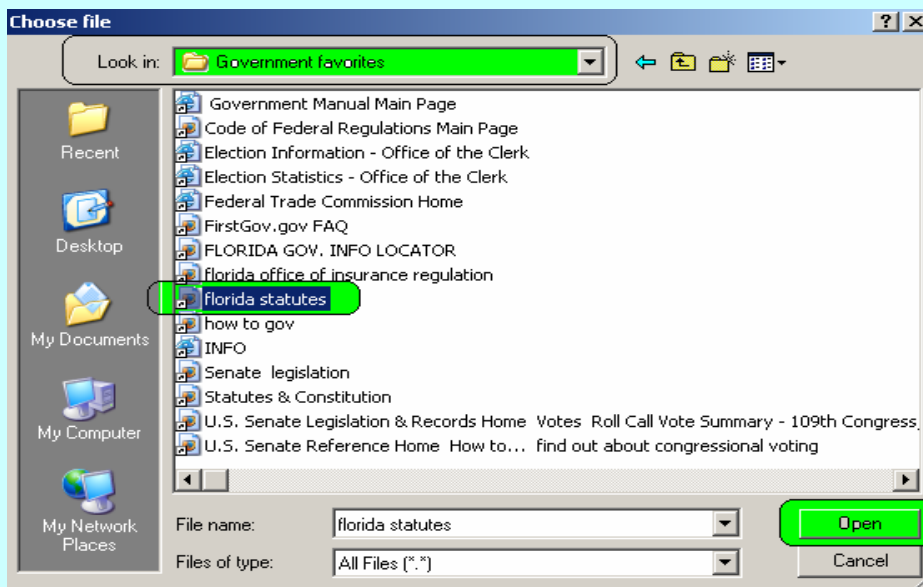 Choose file
Look in: Government favorites
Recent
Desktop
My Documents
My Computer
My Network
Places
Government Manual Main Page
Code of Federal Regulations Main Page
Election Information - Office of the Clerk
Election Statistics - Office of the Clerk
Federal Trade Commission Home
FirstGov.gov FAQ
FLORIDA GOV. INFO LOCATOR
florida office of insurance regulation
florida statutes
how to gov
INFO
Senate  legislation
Statutes & Constitution
U.S. Senate Legislation & Records Home  Votes  Roll Call Vote Summary - 109th Congress
U.S. Senate Reference Home  How to...  find out about congressional voting
File name: florida statutes Open
Files of type: All Files (*.*) Cancel